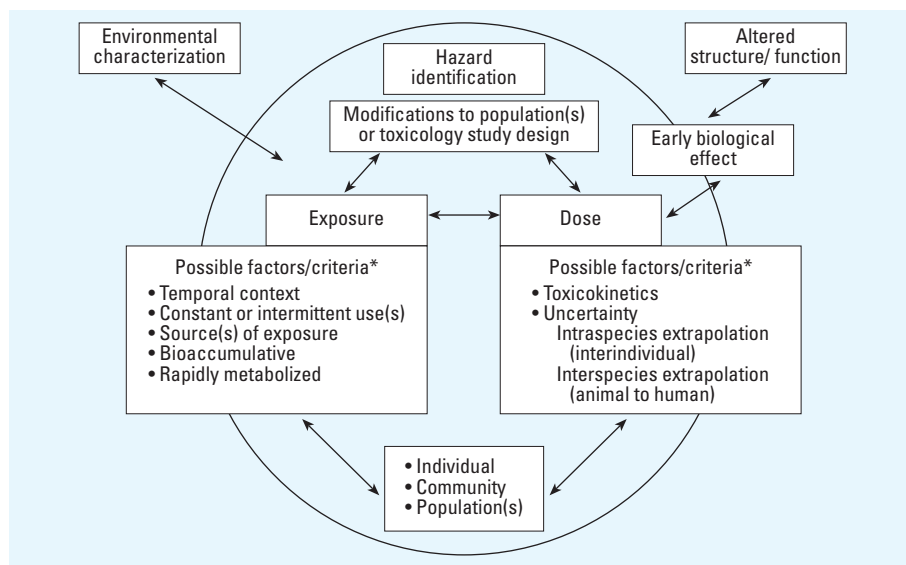 Environmental
characterization
Altered
structure/ function
Hazard
identification
Modifications to population(s)
or toxicology study design
Early biological
effect
Exposure
Dose
Possible factors/criteria*
• Temporal context
• Constant or intermittent use(s)
• Source(s) of exposure
• Bioaccumulative
• Rapidly metabolized
Possible factors/criteria*
• Toxicokinetics
• Uncertainty
Intraspecies extrapolation
(interindividual)
Interspecies extrapolation
(animal to human)
• Individual
• Community
• Population(s)